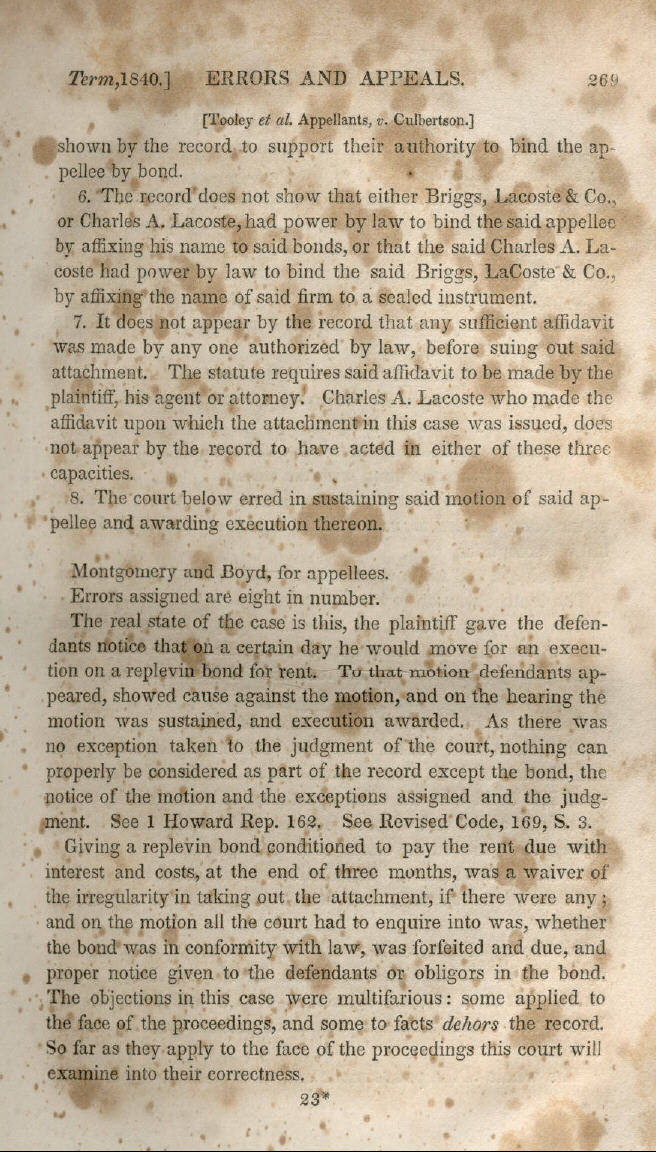 Term, 1840.] ERRORS AND APPEALS. 269
[Tooley et al. Appellants, v. Culbertson.]
shown by the record to support their authority to bind the ap-
pellee by bond.
6. The record does not show that either Briggs, Lacoste & Co.,
or Charles A. Lacoste, had power by law to bind the said appellee
by affixing his name to said bonds, or that the said Charles A. La-
coste had power by law to bind the said Briggs, LaCoste & Co.,
by affixing the name of said firm to a sealed instrument.
7. It does not appear by the record that any sufficient affidavit
was made by any one authorized by law, before suing out said
attachment. The statute requires said affidavit to be made by the
plaintiff, his agent or attorney. Charles A. Lacoste who made the
affidavit upon which the attachment in this case was issued, does
not appear by the record to have acted in either of these three
capacities.
8. The court below erred in sustaining said motion of said ap-
pellee and awarding execution thereon.
Montgomery and Boyd, for appellees.
Errors assigned are eight in number.
The real state of the case is this, the plaintiff gave the defen-
dants notice that on a certain day he would move for an execu-
tion on a replevin bond for rent. To that motion defendants ap-
peared, showed cause against the motion, and on the hearing the
motion was sustained, and execution awarded. As there was
no exception taken to the judgment of the court, nothing can
properly be considered as part of the record except the bond, the
notice of the motion and the exceptions assigned and the judg-
ment. See 1 Howard Rep. 162. See Revised Code, 169, S. 3.
Giving a replevin bond conditioned to pay the rent due with
interest and costs, at the end of three months, was a waiver of
the irregularity in taking out the attachment, if there were any;
and on the motion all the court had to enquire into was, whether
the bond was in conformity with law, was forfeited and due, and
proper notice given to the defendants or obligors in the bond.
The objections in this case were multifarious: some applied to
the face of the proceedings, and some to facts dehors the record.
So far as they apply to the face of the proceedings this court will
examine into their correctness.
23*